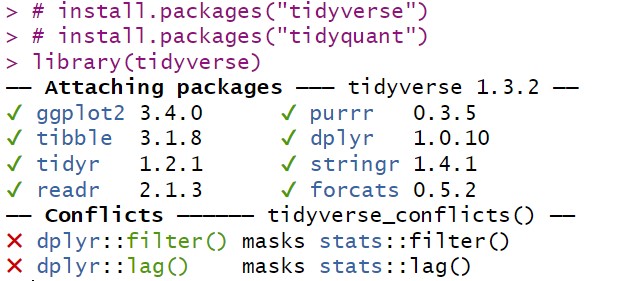 > # install.packages("tidyverse")
> # install.packages("tidyquant")
> library(tidyverse)
── Attaching packages ─── tidyverse 1.3.2 ──
✔ ggplot2 3.4.0      ✔ purrr   0.3.5
✔ tibble  3.1.8      ✔ dplyr   1.0.10
✔ tidyr   1.2.1      ✔ stringr 1.4.1
✔ readr   2.1.3      ✔ forcats 0.5.2
── Conflicts ────── tidyverse_conflicts() ──
✖ dplyr::filter() masks stats::filter()
✖ dplyr::lag()    masks stats::lag()